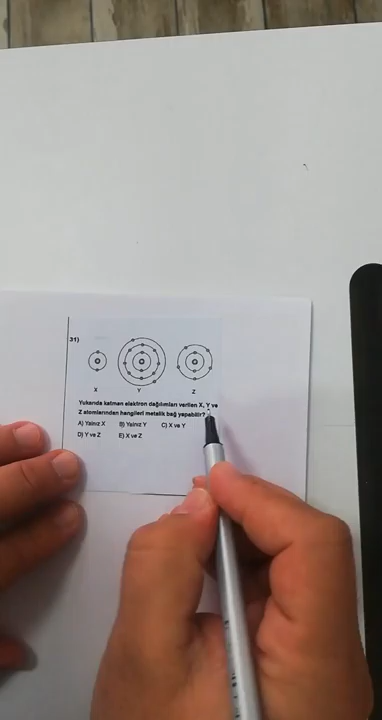 31)
X Y Z
Yukarıda katman elektron dağılımları verilen X, Y ve
Z atomlarından hangileri metalik bağ yapabilir?
A) Yalnız X B) Yalnız Y C) X ve Y
D) Y ve Z E) X ve Z